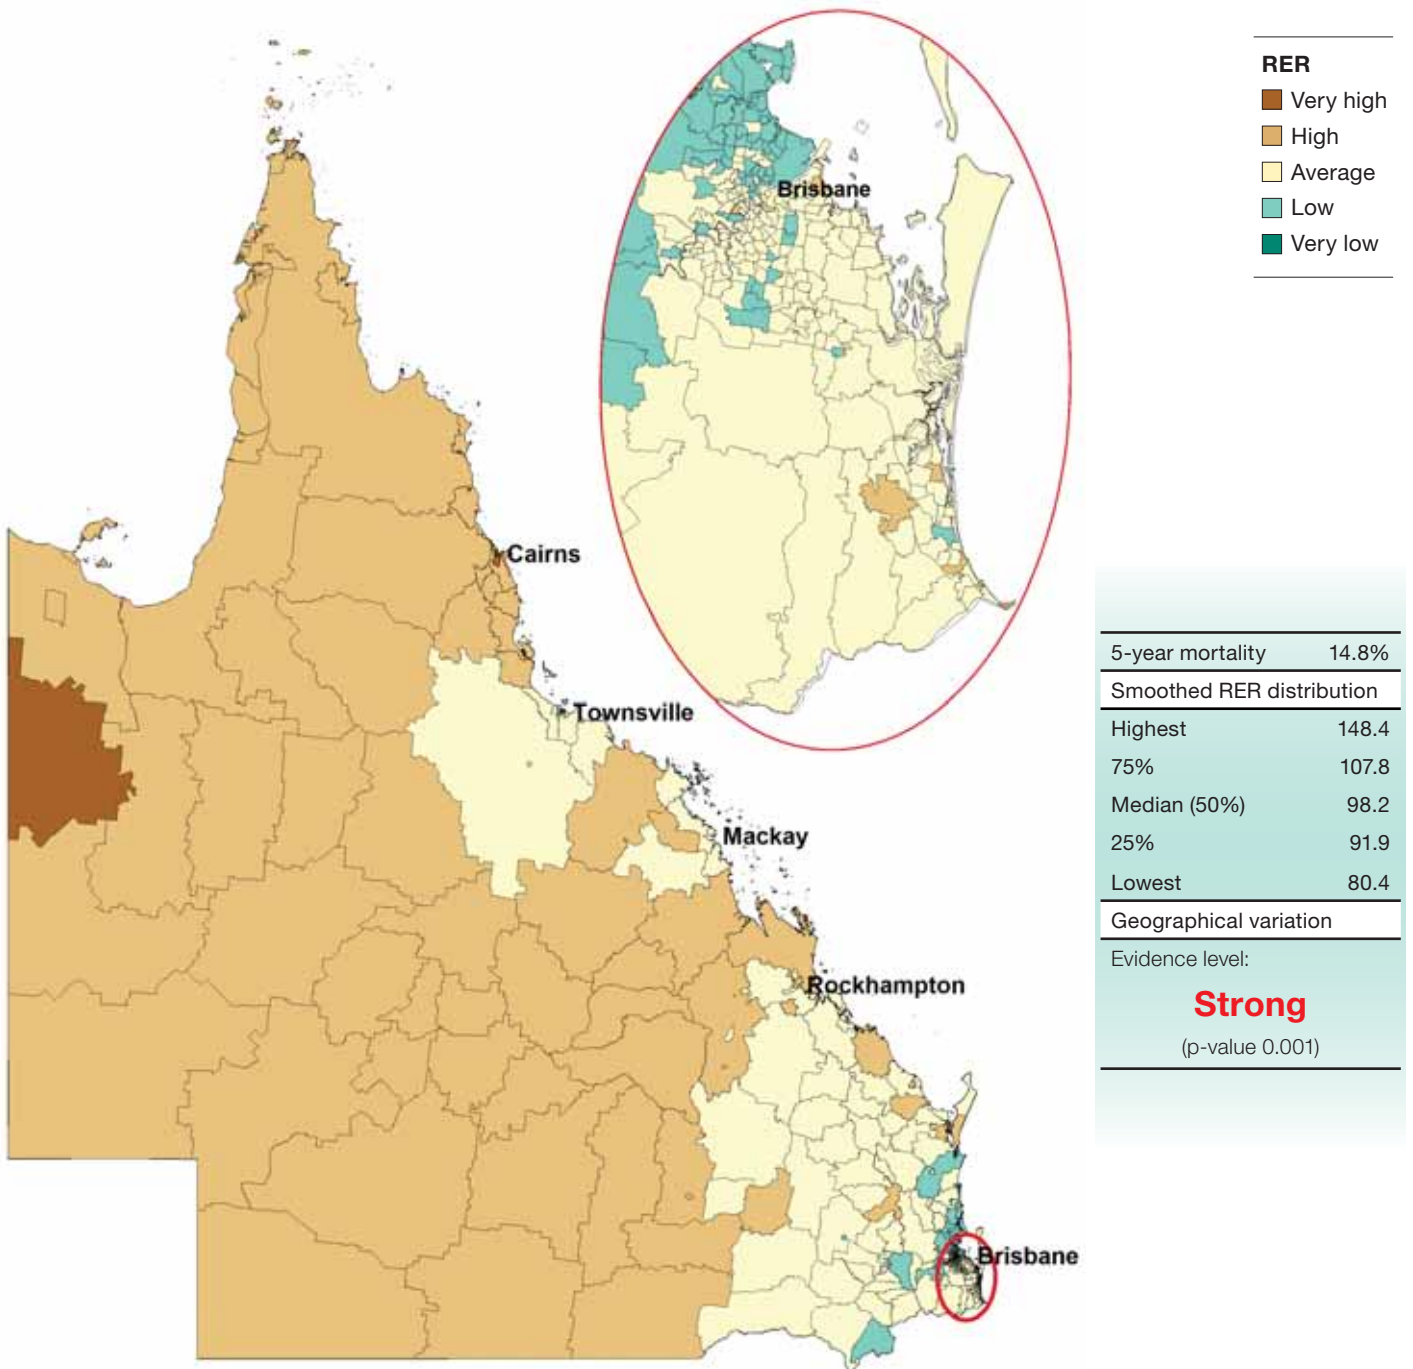 RER
Very high
High
Average
Low
Very low
Brisbane
Cairns
Townsville
Mackay
Rockhampton
Brisbane
5-year mortality 14.8%
Smoothed RER distribution
Highest 148.4
75% 107.8
Median (50%) 98.2
25% 91.9
Lowest 80.4
Geographical variation
Evidence level:
Strong
(p-value 0.001)